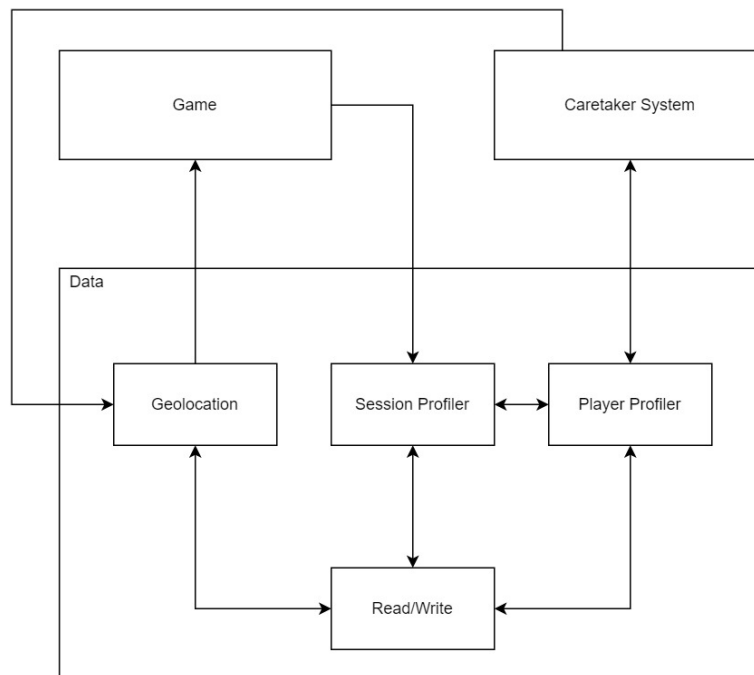 Game
Caretaker System
Data
Geolocation
Session Profiler
Player Profiler
Read/Write